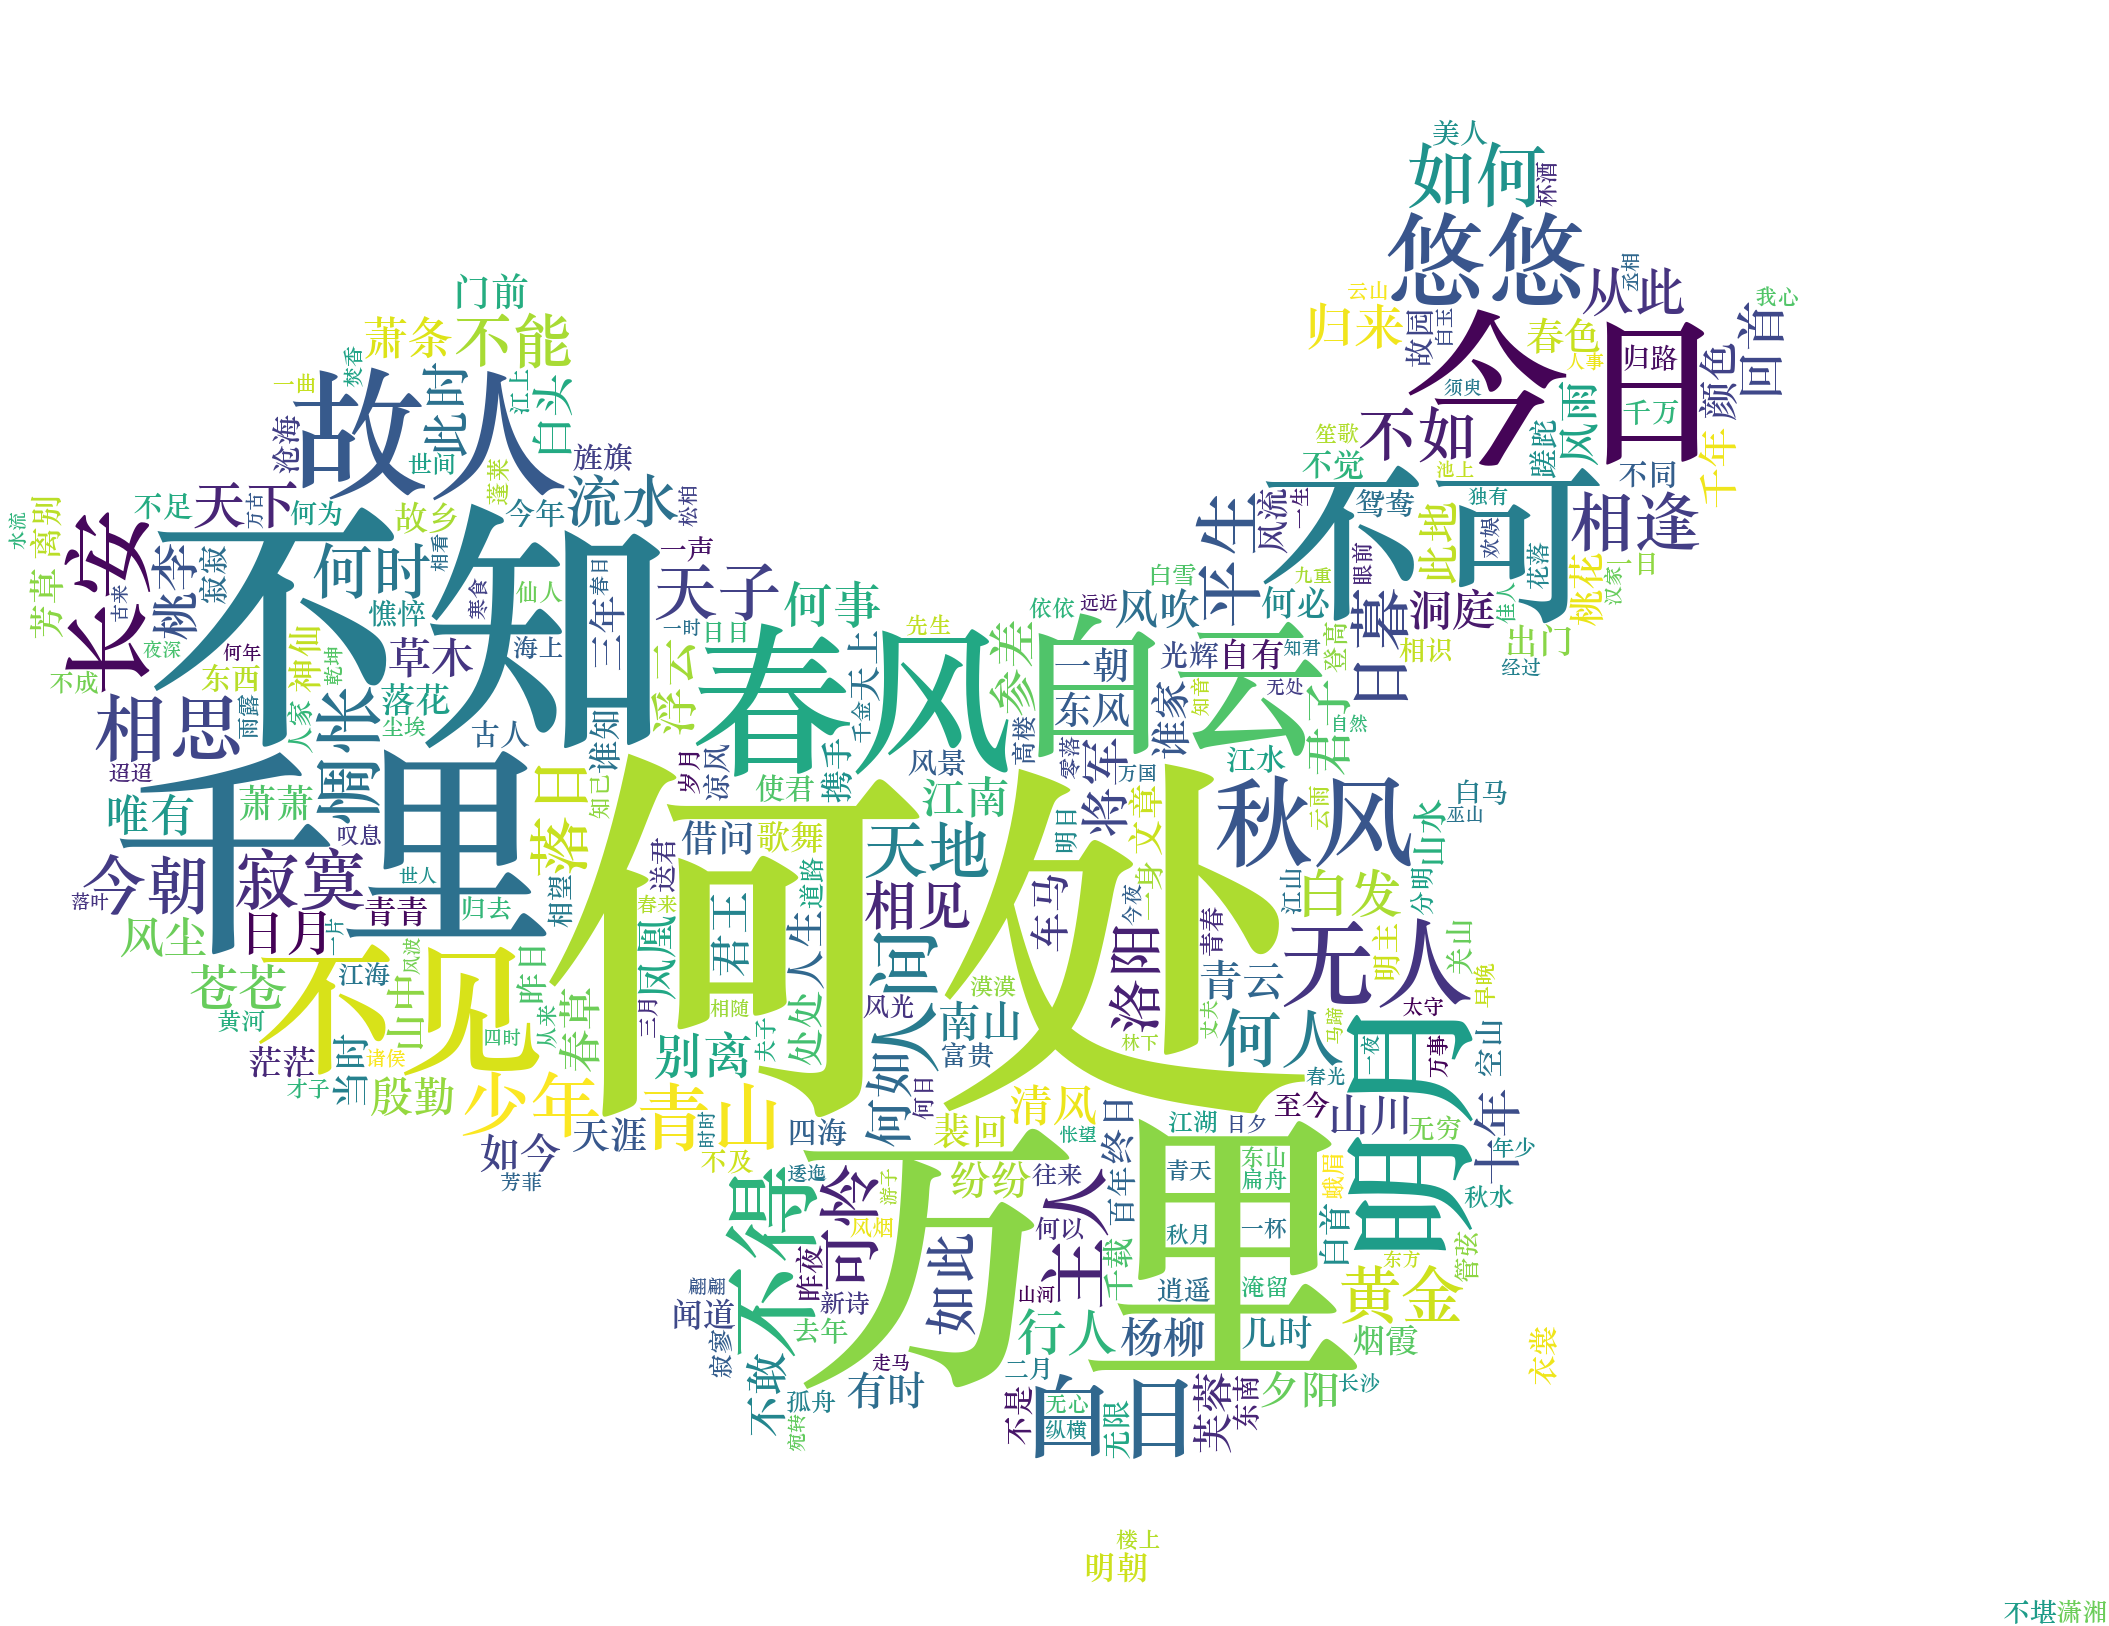 美人
如何
杯酒
悠悠
丞相
从此
云山
我心
归来
故园
白玉
今日
春色
人事
归路
回首
颜色
须臾
千万
不如
风雨
蹉跎
笙歌
千年
不觉
池上
不同
门前
萧条
不能
一曲
焚香
故人
此时
江上
白头
沧海
世间
旌旗
蓬莱
流水
松柏
今年
不可
鸳鸯
独有
相逢
风流
一生
平生
此地
欢娱
眼前
花落
桃花
一日
汉家
佳人
水流
离别
不足
天下
万古
何为
故乡
长安
不知
桃李
寂寂
何时
相看
寒食
仙人
春日
一声
天子
芳草
古来
憔悴
草木
海上
三年
一时
日日
何事
先生
白雪
依依
远近
风吹
九重
何必
日暮
洞庭
出门
相识
经过
夜深
何年
神仙
乾坤
不成
东西
落花
尘埃
雨露
人家
惆怅
古人
谁知
浮云
春风
天上
千金
参差
白云
一朝
东风
光辉
自有
知君
登高
谁家
知音
无处
君子
自然
相思
迢迢
岁月
凉风
携手
风景
高楼
零落
将军
万国
江水
千里
唯有
萧萧
叹息
落日
知己
使君
江南
借问
歌舞
天地
明日
文章
秋风
云雨
白马
巫山
山水
今朝
落叶
寂寞
世人
送君
道路
相见
车马
今夜
一身
江山
白发
分明
日月
一片
青青
归去
相望
春来
何处
君王
人生
人间
洛阳
青春
无人
明主
关山
早晚
风尘
苍苍
江海
风波
不见
昨日
凤凰
相随
漠漠
风光
青云
太守
黄河
山中
四时
从来
春草
三月
夫子
处处
南山
富贵
丈夫
林下
何人
马蹄
明月
一夜
万事
空山
茫茫
诸侯
才子
当时
殷勤
别离
何如
何日
春光
少年
青山
时时
清风
裴回
怅望
终日
江湖
日夕
至今
山川
无穷
十年
年少
如今
天涯
四海
不及
芳菲
不得
逶迤
可怜
游子
纷纷
往来
百年
青天
东山
扁舟
蛾眉
秋水
风烟
何以
主人
万里
秋月
一杯
白首
东方
管弦
昨夜
如此
千载
翩翩
新诗
山河
逍遥
淹留
黄金
闻道
去年
行人
杨柳
几时
烟霞
衣裳
寂寥
走马
二月
不敢
有时
孤舟
宛转
不是
白日
无心
纵横
无限
芙蓉
东南
夕阳
长沙
楼上
明朝
不堪
潇湘